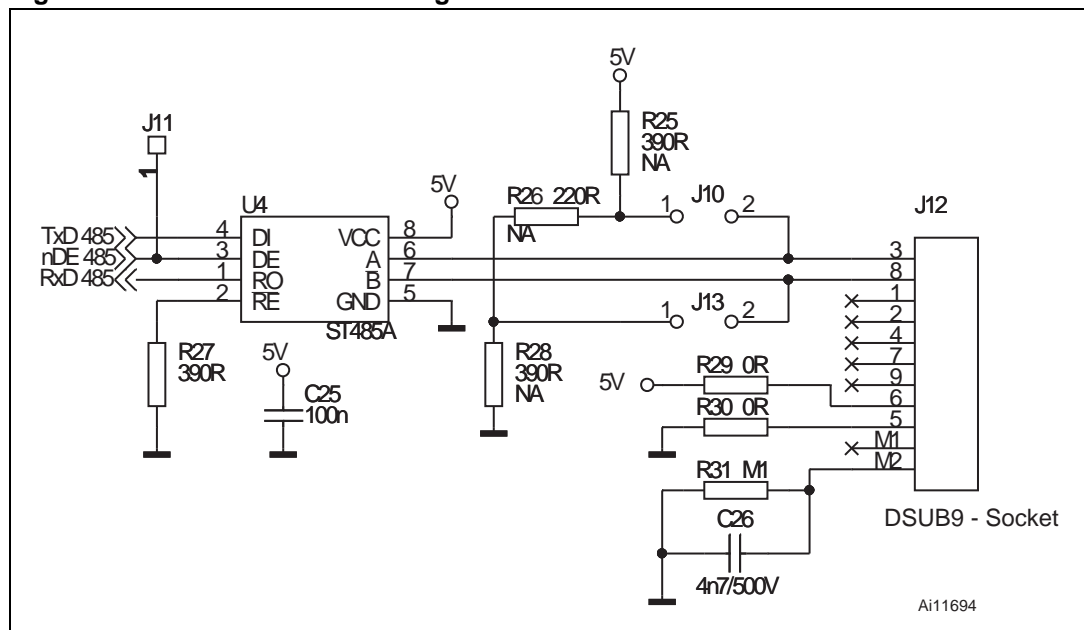 J11
1
TxD 485
nDE 485
RxD 485
U4
4 DI VCC 8
3 DE A 6
1 RO B 7
2 RE GND 5
ST485A
5V
R27
390R
5V
C25
100n
5V
R25
390R
NA
R26 220R
NA
1 J10 2
1 J13 2
R28
390R
NA
5V
R29 0R
R30 0R
R31 M1
C26
4n7/500V
J12
3
8
1
2
4
7
9
6
5
M1
M2
DSUB9 - Socket
Ai11694